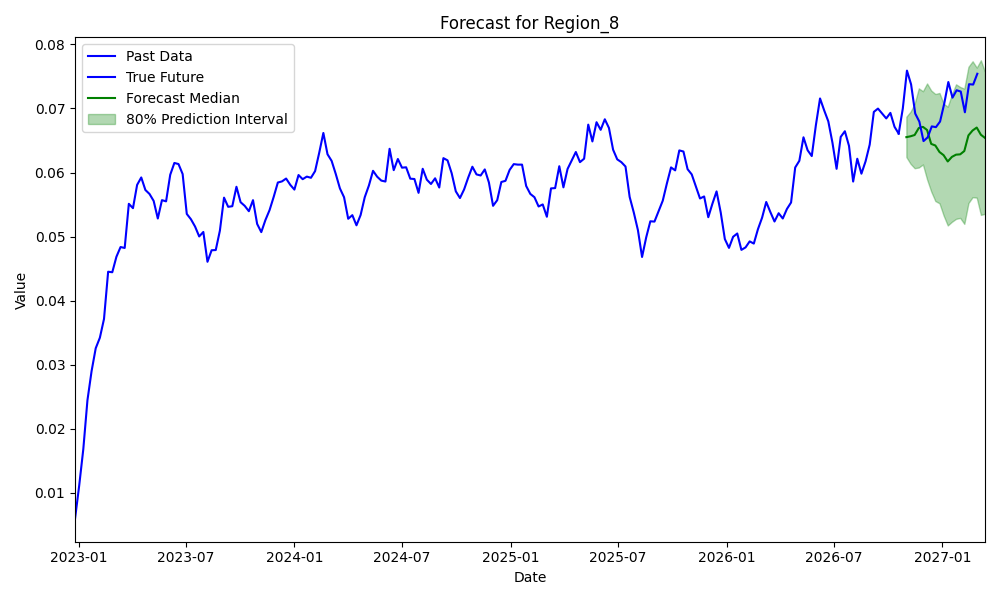 Forecast for Region_8
Past Data
True Future
Forecast Median
80% Prediction Interval
Value
0.08
0.07
0.06
0.05
0.04
0.03
0.02
0.01
2023-01 2023-07 2024-01 2024-07 2025-01 2025-07 2026-01 2026-07 2027-01
Date